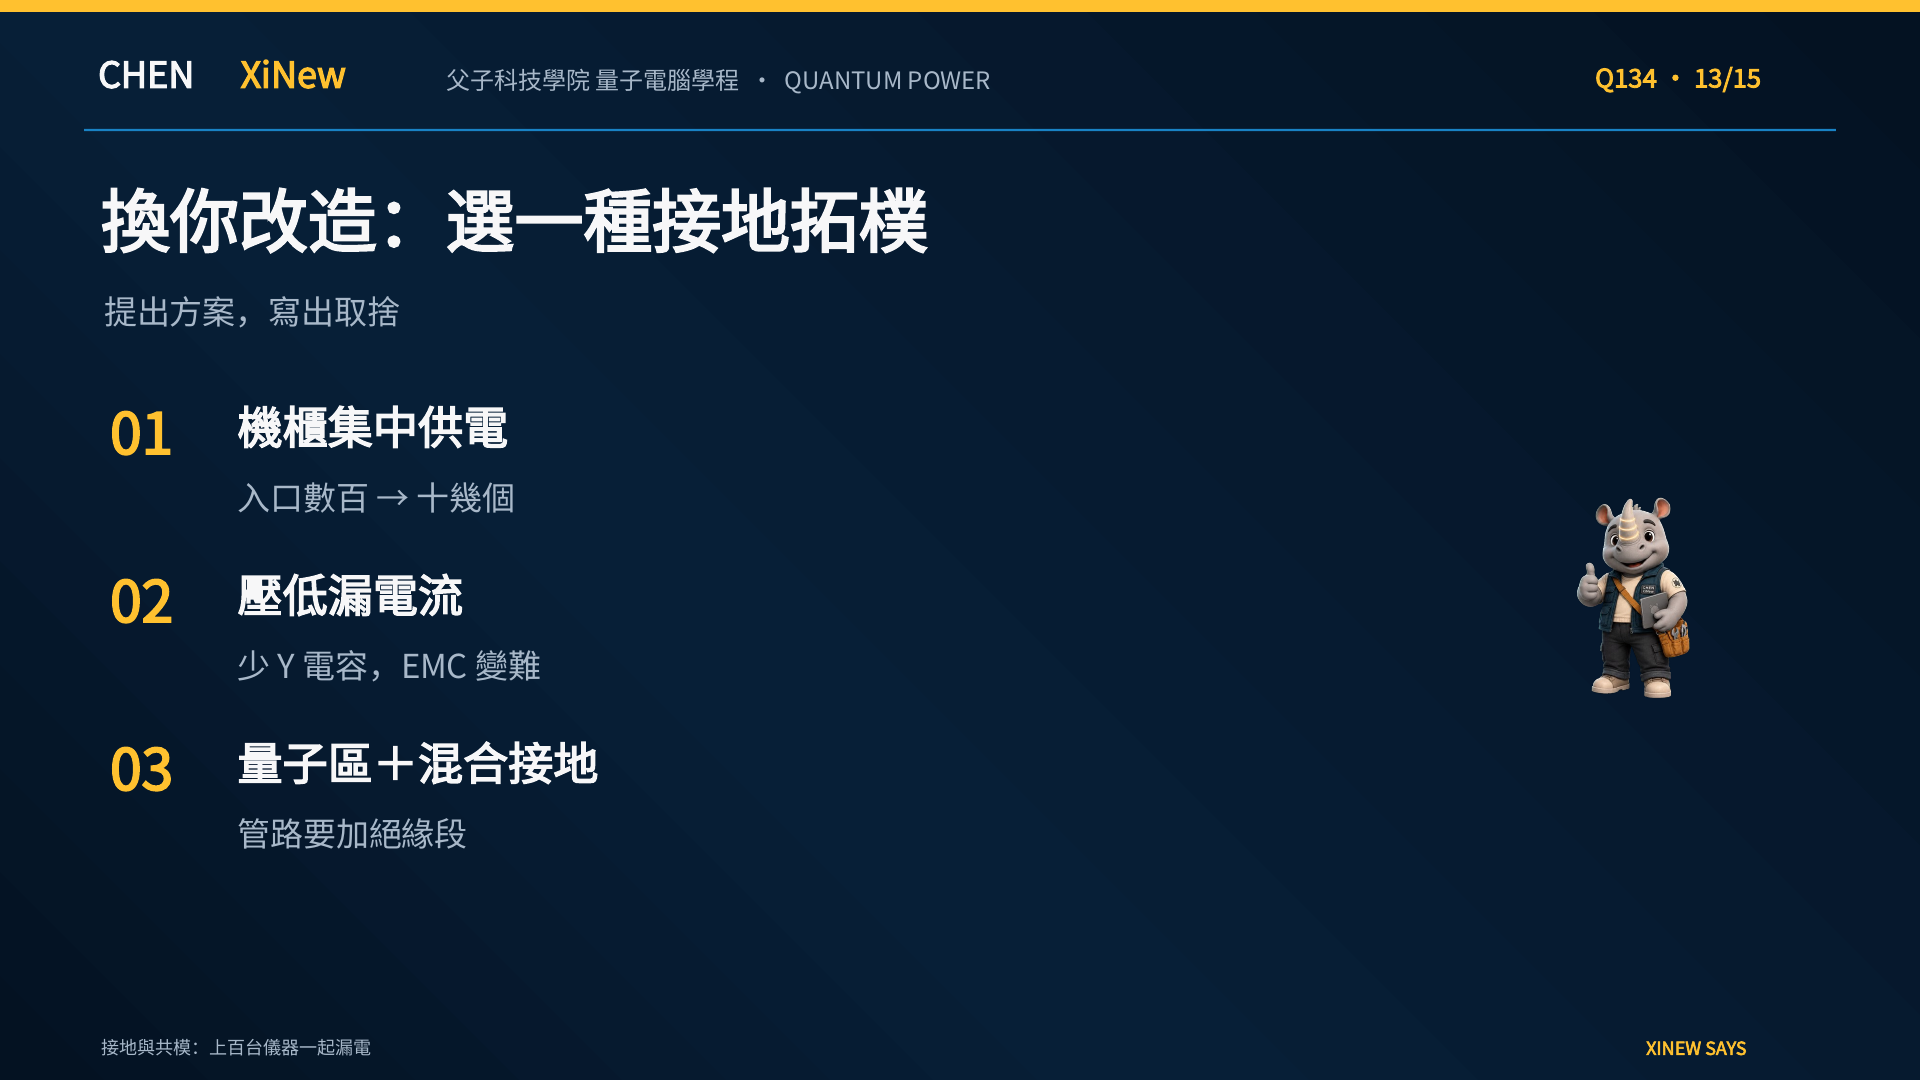 CHEN XiNew 父子科技學院 量子電腦學程 · QUANTUM POWER Q134 · 13/15
換你改造：選一種接地拓樸
提出方案，寫出取捨
01 機櫃集中供電
入口數百 → 十幾個
02 壓低漏電流
少 Y 電容，EMC 變難
03 量子區＋混合接地
管路要加絕緣段
接地與共模：上百台儀器一起漏電 XINEW SAYS